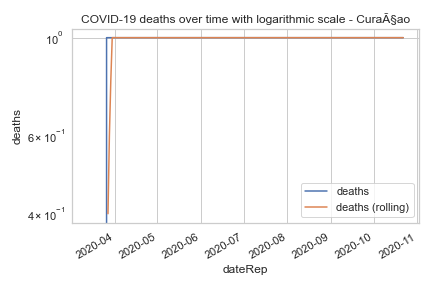 COVID-19 deaths over time with logarithmic scale - CuraÃ§ao
10⁰
6 × 10⁻¹
4 × 10⁻¹
deaths
deaths
deaths (rolling)
2020-04
2020-05
2020-06
2020-07
2020-08
2020-09
2020-10
2020-11
dateRep